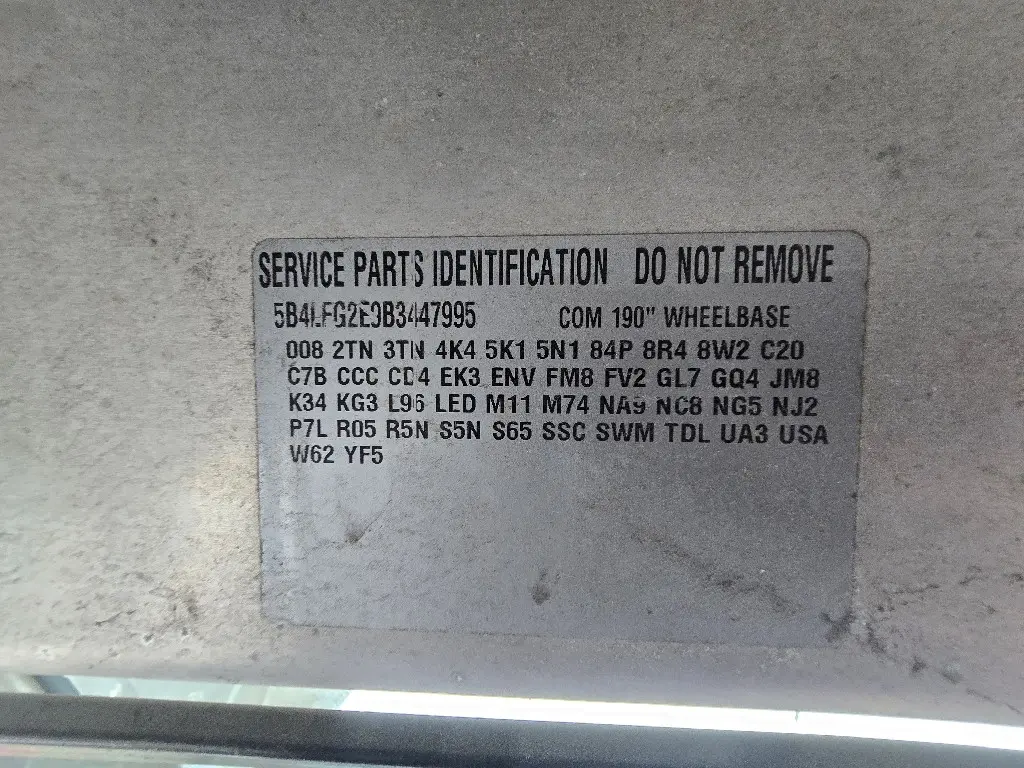 SERVICE PARTS IDENTIFICATION DO NOT REMOVE
5B4LFG2E0B3447995 COM 190" WHEELBASE
008 2TN 3TN 4K4 5K1 5N1 84P 8R4 8W2 C20
C7B CCC CD4 EK3 ENV FM8 FV2 GL7 GQ4 JM8
K34 KG3 L96 LED M11 M74 NA9 NC8 NG5 NJ2
P7L R05 R5N S5N S65 SSC SWM TDL UA3 USA
W62 YF5